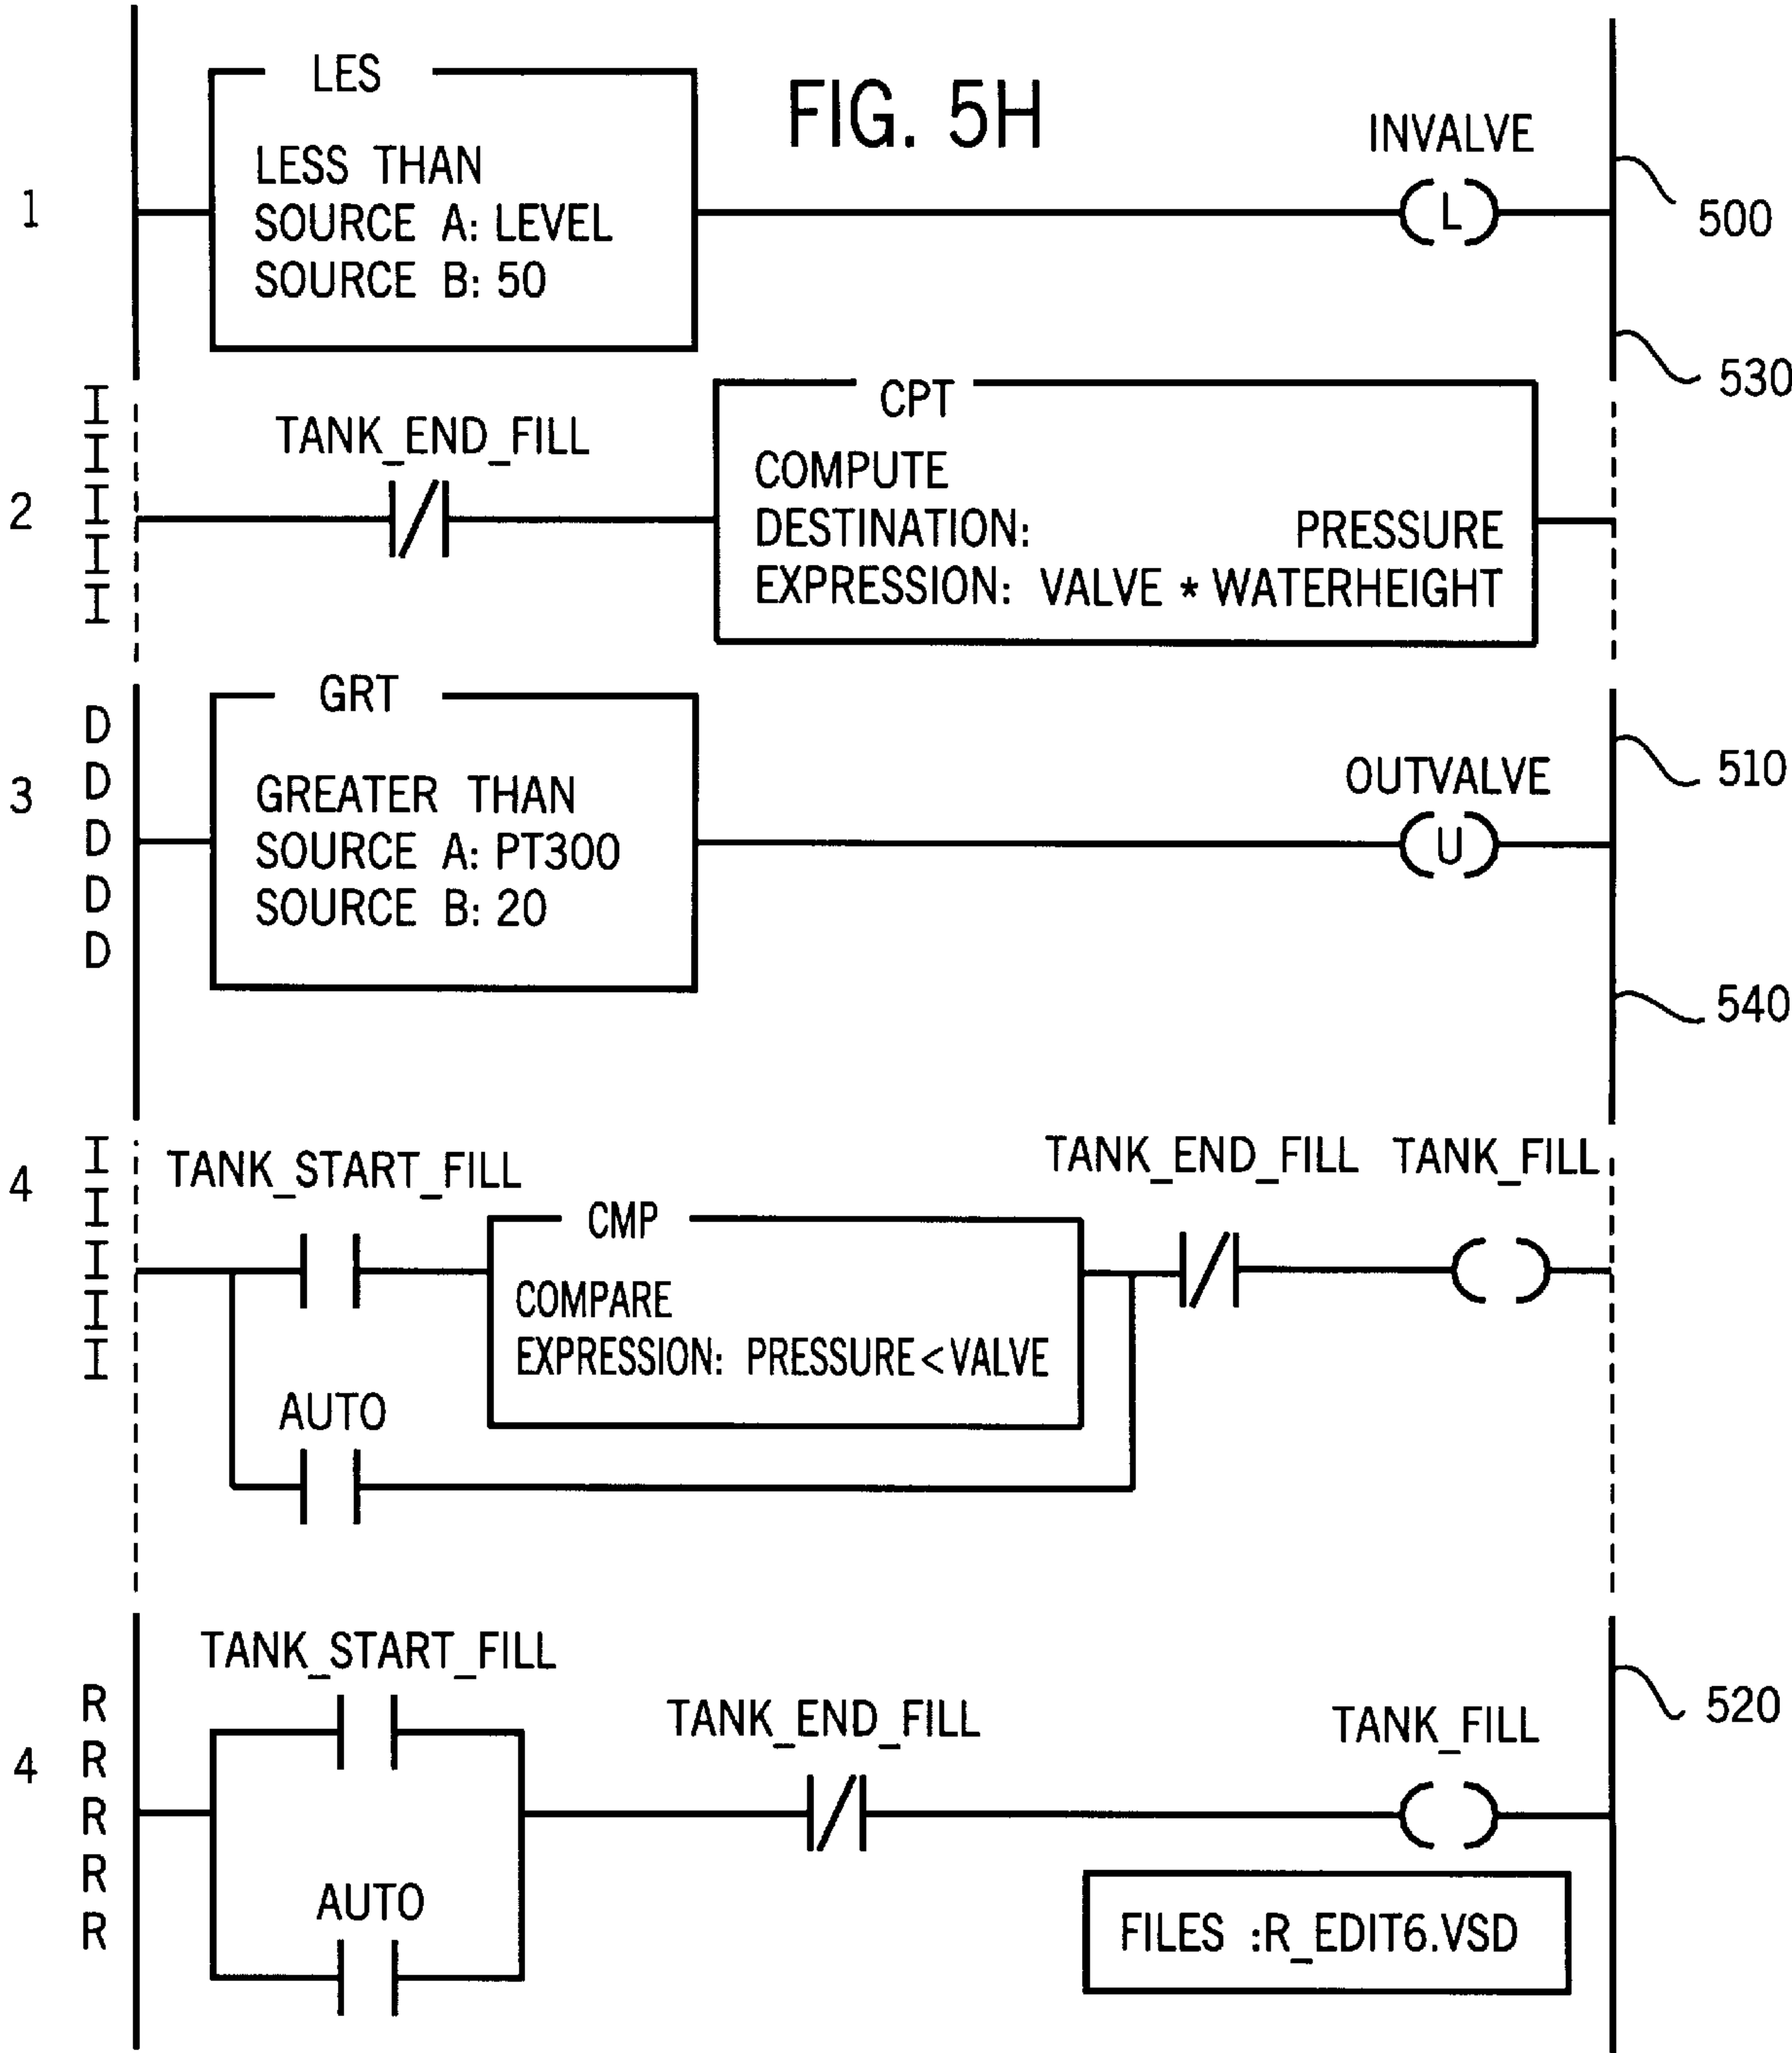 LES
FIG. 5H
LESS THAN
SOURCE A: LEVEL
SOURCE B: 50
INVALVE
L
1
500
530
I
I
I
I
I
2
TANK_END_FILL
CPT
COMPUTE
DESTINATION: PRESSURE
EXPRESSION: VALVE * WATERHEIGHT
D
D
D
D
D
3
GRT
GREATER THAN
SOURCE A: PT300
SOURCE B: 20
OUTVALVE
U
510
540
4
I
I
I
I
I
TANK_START_FILL
CMP
COMPARE
EXPRESSION: PRESSURE<VALVE
TANK_END_FILL
TANK_FILL
AUTO
4
R
R
R
R
R
TANK_START_FILL
TANK_END_FILL
TANK_FILL
520
AUTO
FILES :R_EDIT6.VSD